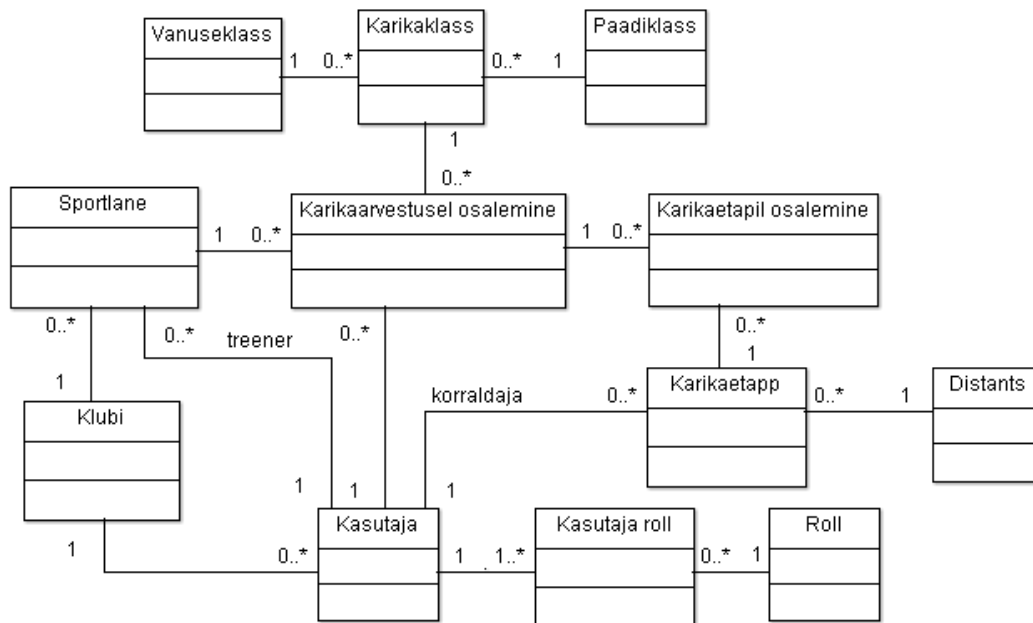 Vanuseklass
Karikaklass
Paadiklass
1 0..*
0..* 1
1
0..*
Sportlane
Karikaarvestusel osalemine
Karikaetapil osalemine
1 0..*
1 0..*
0..*
0..*
treener
0..*
0..*
1
1
Klubi
korraldaja
0..*
Karikaetapp
0..* 1
Distants
1
1
1
1
0..*
Kasutaja
1 1..*
Kasutaja roll
0..* 1
Roll